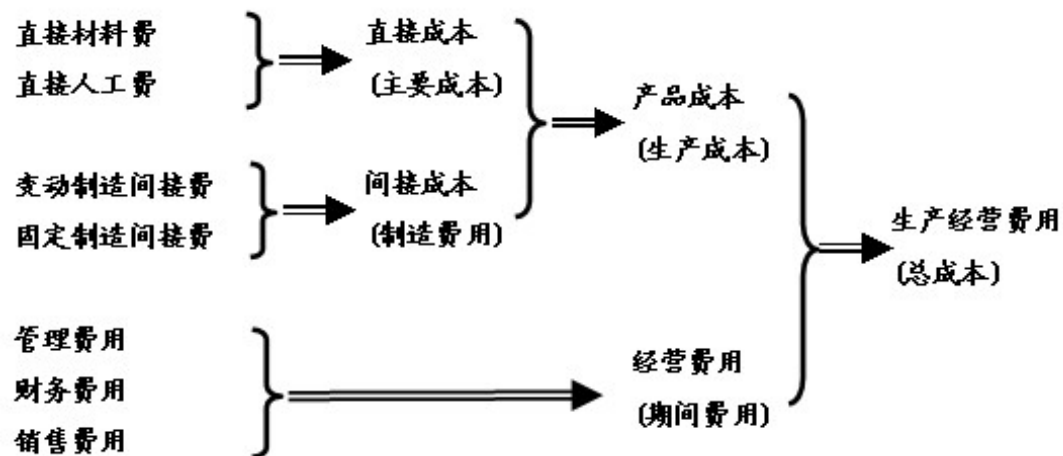 直接材料费
直接人工费
直接成本
(主要成本)
变动制造间接费
固定制造间接费
间接成本
(制造费用)
产品成本
(生产成本)
管理费用
财务费用
销售费用
经营费用
(期间费用)
生产经营费用
(总成本)